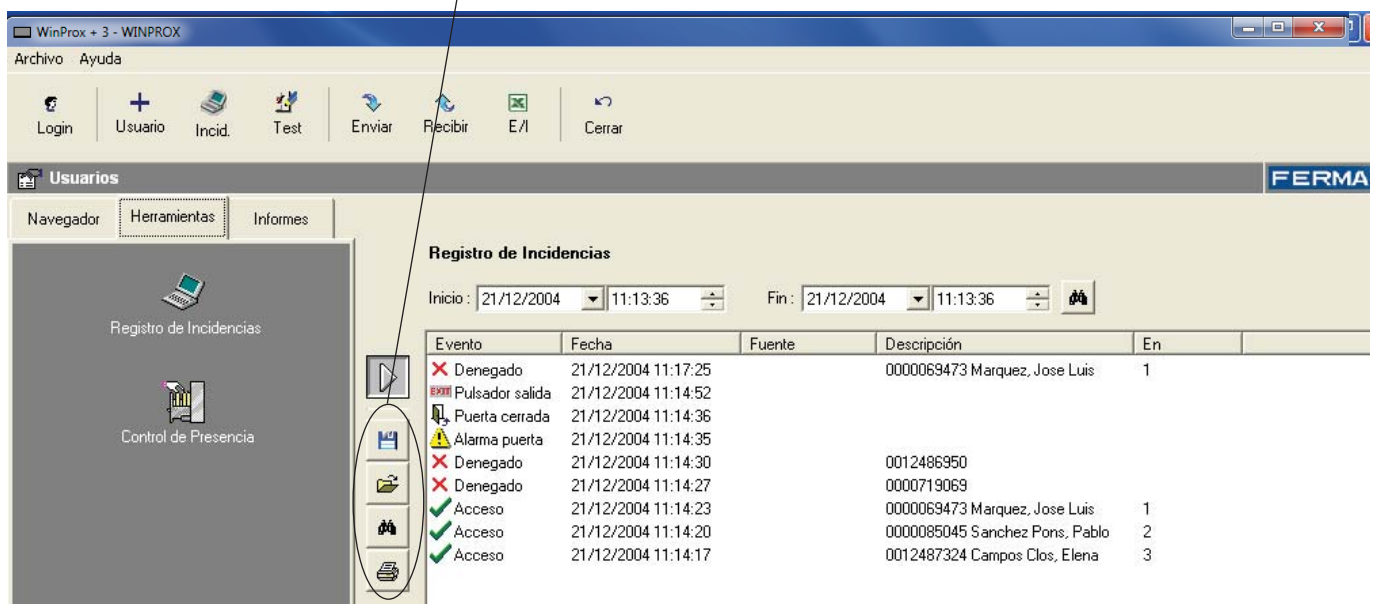 WinProx + 3 - WINPROX
Archivo Ayuda
Login Usuario Incid. Test Enviar Recibir E/I Cerrar
Usuarios FERMA
Navegador Herramientas Informes
Registro de Incidencias
Inicio : 21/12/2004 11:13:36 Fin : 21/12/2004 11:13:36
Registro de Incidencias
Control de Presencia
Evento Fecha Fuente Descripción En
Denegado 21/12/2004 11:17:25 0000069473 Marquez, Jose Luis 1
EXIT Pulsador salida 21/12/2004 11:14:52
Puerta cerrada 21/12/2004 11:14:36
Alarma puerta 21/12/2004 11:14:35
Denegado 21/12/2004 11:14:30 0012486950
Denegado 21/12/2004 11:14:27 0000719069
Acceso 21/12/2004 11:14:23 0000069473 Marquez, Jose Luis 1
Acceso 21/12/2004 11:14:20 0000085045 Sanchez Pons, Pablo 2
Acceso 21/12/2004 11:14:17 0012487324 Campos Clos, Elena 3